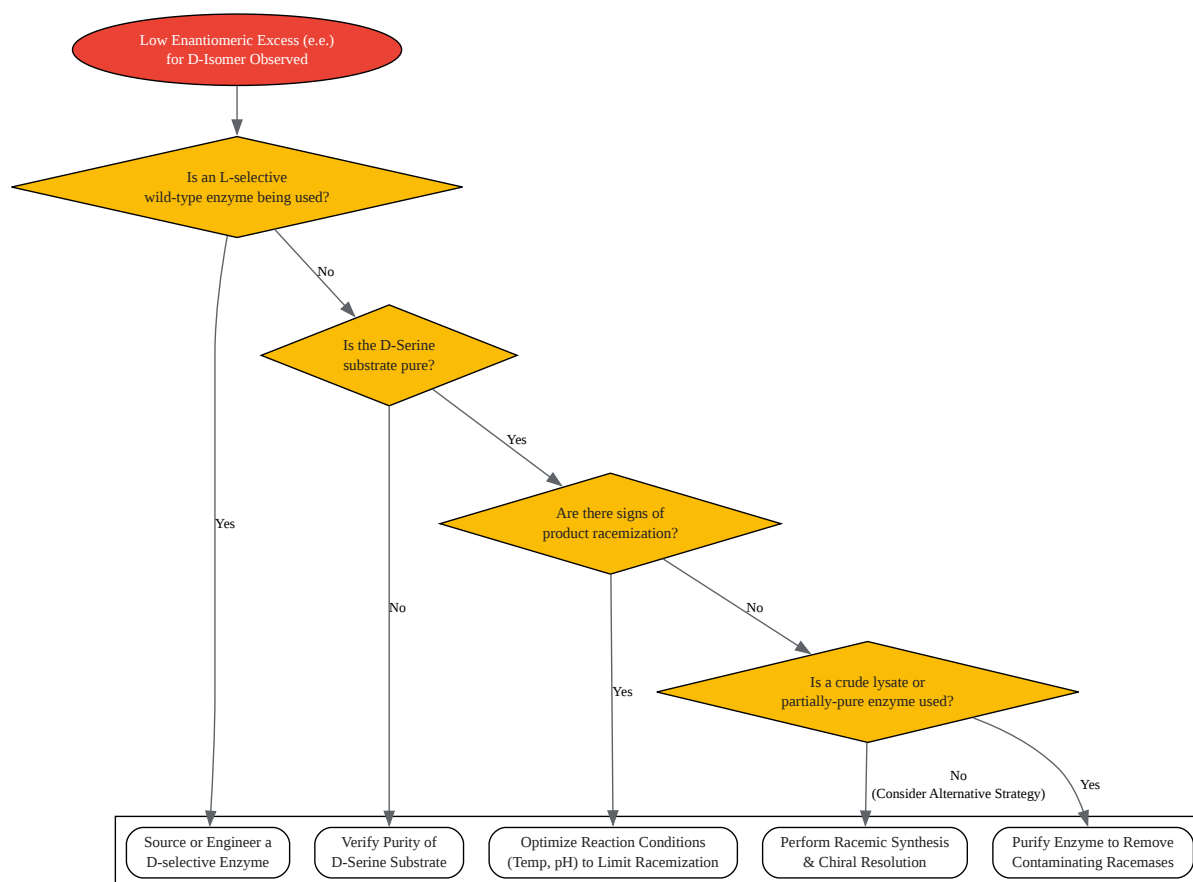 Low Enantiomeric Excess (e.e.)
for D-Isomer Observed
Is an L-selective
wild-type enzyme being used?
No
Is the D-Serine
substrate pure?
Yes
Are there signs of
product racemization?
Yes
No
No
Yes
Is a crude lysate or
partially-pure enzyme used?
No
(Consider Alternative Strategy)
Yes
Source or Engineer a
D-selective Enzyme
Verify Purity of
D-Serine Substrate
Optimize Reaction Conditions
(Temp, pH) to Limit Racemization
Perform Racemic Synthesis
& Chiral Resolution
Purify Enzyme to Remove
Contaminating Racemases